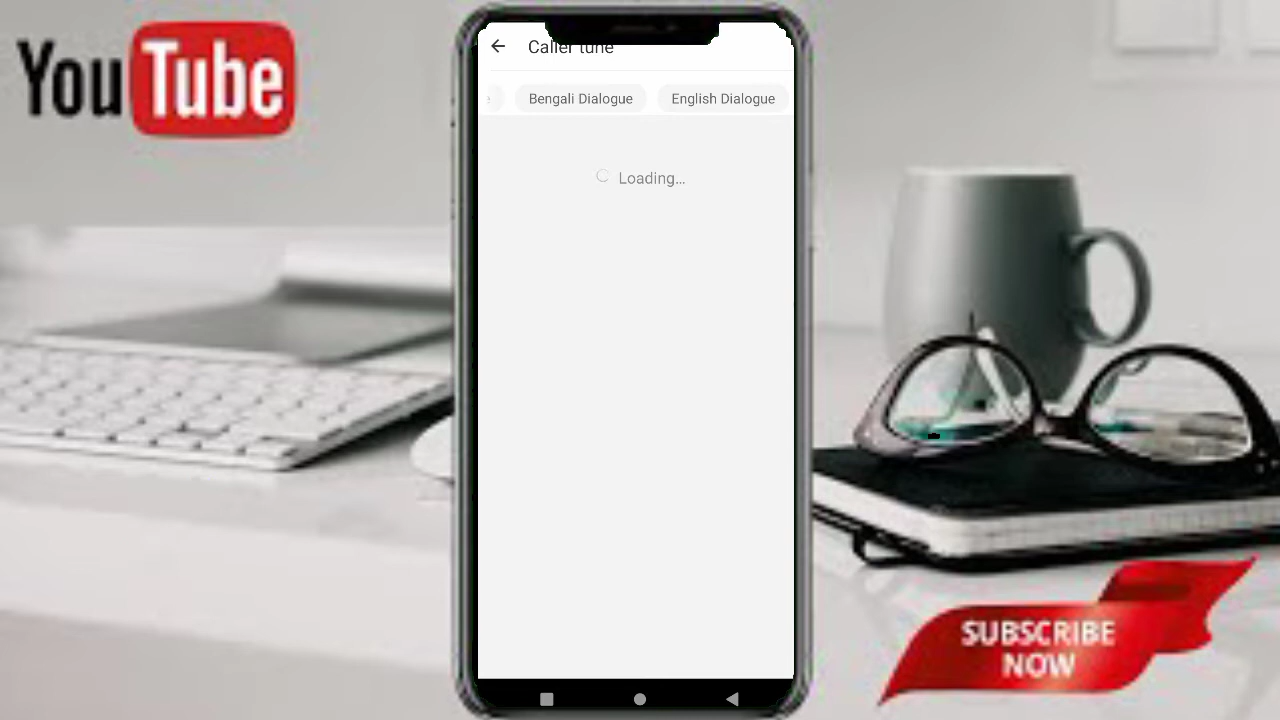 YouTube
Caller tune
Bengali Dialogue
English Dialogue
Loading...
SUBSCRIBE
NOW